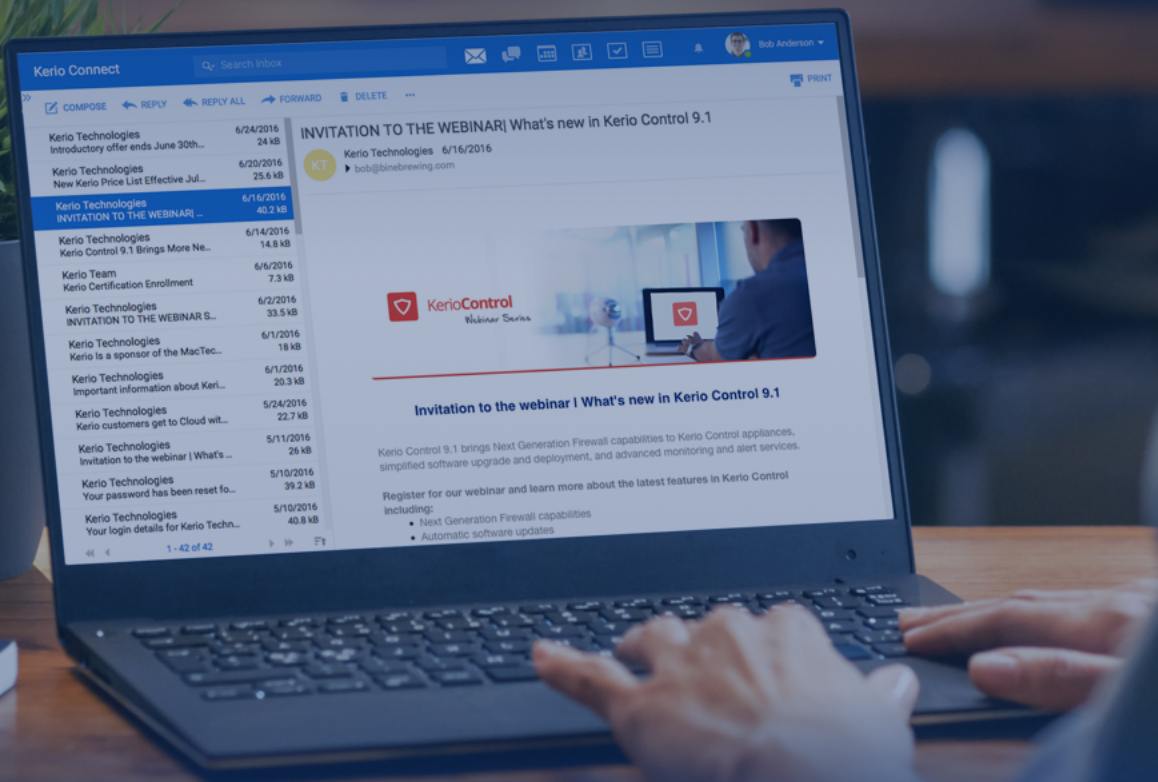 Kerio Connect
Search Inbox
Bob Anderson
COMPOSE REPLY REPLY ALL FORWARD DELETE ...
PRINT
Kerio Technologies 6/24/2016
Introductory offer ends June 30th... 24 kB
Kerio Technologies 6/20/2016
New Kerio Price List Effective Jul... 25.6 kB
Kerio Technologies 6/16/2016
INVITATION TO THE WEBINAR| ... 40.2 kB
Kerio Technologies 6/14/2016
Kerio Control 9.1 Brings More Ne... 14.8 kB
Kerio Team 6/6/2016
Kerio Certification Enrollment 7.3 kB
Kerio Technologies 6/2/2016
INVITATION TO THE WEBINAR S... 33.5 kB
Kerio Technologies 6/1/2016
Kerio Is a sponsor of the MacTec... 18 kB
Kerio Technologies 6/1/2016
Important information about Keri... 20.3 kB
Kerio Technologies 5/24/2016
Kerio customers get to Cloud wit... 22.7 kB
Kerio Technologies 5/11/2016
Invitation to the webinar | What's ... 26 kB
Kerio Technologies 5/10/2016
Your password has been reset fo... 39.2 kB
Kerio Technologies 5/10/2016
Your login details for Kerio Techn... 40.8 kB
1 - 42 of 42
INVITATION TO THE WEBINAR| What's new in Kerio Control 9.1
KT
Kerio Technologies 6/16/2016
bob@binebrewing.com
KerioControl
Webinar Series
Invitation to the webinar I What's new in Kerio Control 9.1
Kerio Control 9.1 brings Next Generation Firewall capabilities to Kerio Control appliances,
simplified software upgrade and deployment, and advanced monitoring and alert services.
Register for our webinar and learn more about the latest features in Kerio Control
including:
• Next Generation Firewall capabilities
• Automatic software updates